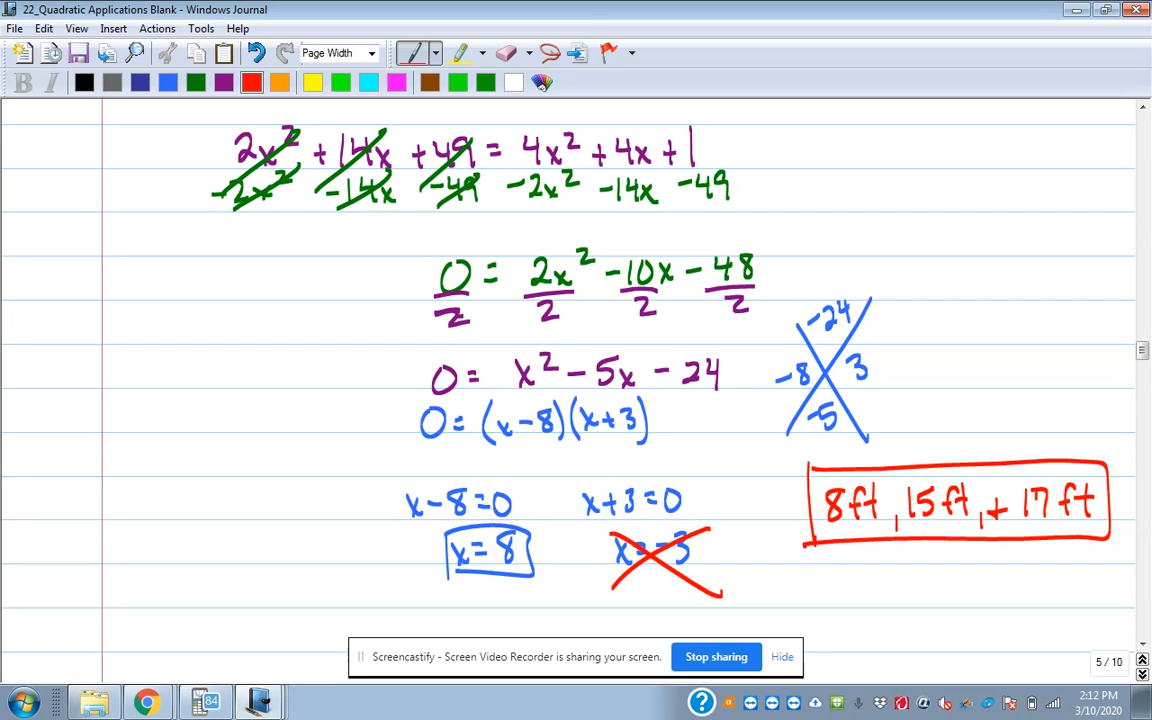 22_Quadratic Applications Blank - Windows Journal
File Edit View Insert Actions Tools Help
Page Width
B I
2x² + 14x + 49 = 4x² + 4x + 1
-2x² -14x -49 -2x² -14x -49
0 = 2x² - 10x - 48
2 2 2 2
-24
0 = x² - 5x - 24
-8 3
0 = (x-8)(x+3)
-5
x-8=0 x+3=0
8ft, 15ft, + 17ft
x=8 x=-3
Screencastify - Screen Video Recorder is sharing your screen. Stop sharing Hide
5 / 10
84
2:12 PM
3/10/2020